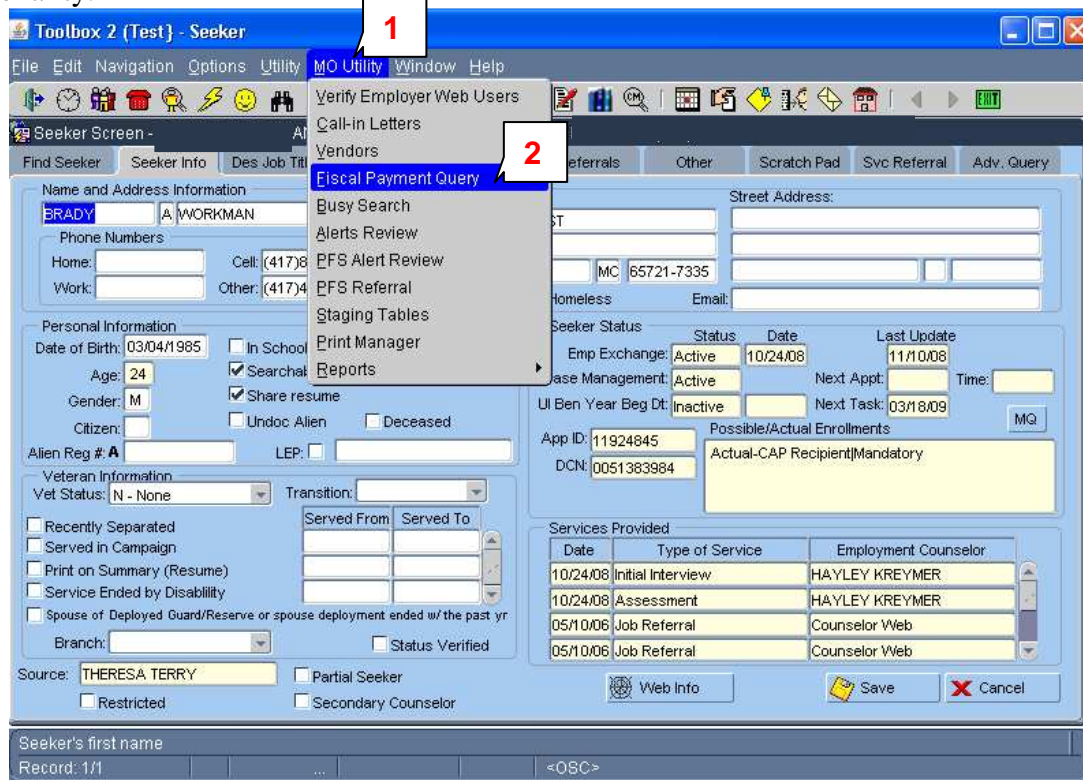 Toolbox 2 (Test} - Seeker
1
File Edit Navigation Options Utility MO Utility Window Help
Verify Employer Web Users
Call-in Letters
Vendors
Fiscal Payment Query
2
Busy Search
Alerts Review
PFS Alert Review
PFS Referral
Staging Tables
Print Manager
Reports
CM
EXIT
Seeker Screen -
Find Seeker Seeker Info Des Job Other Scratch Pad Svc Referral Adv. Query
Name and Address Information
BRADY A WORKMAN
Street Address:
Phone Numbers
Home: Cell: (417)8
MC 65721-7335
Work: Other: (417)4
Homeless Email:
Personal Information
Date of Birth: 03/04/1985 In School
Age: 24
Gender: M Share resume
Citizen: Undoc Alien Deceased
Alien Reg #: A LEP:
Seeker Status
Status Date Last Update
Emp Exchange: Active 10/24/08 11/10/08
Management: Active Next Appt: Time:
UI Ben Year Beg Dt: Inactive Next Task: 03/18/09
MQ
App ID: 11924845 Possible/Actual Enrollments
DCN: 0051383984 Actual-CAP Recipient|Mandatory
Veteran Information
Vet Status: N - None Transition:
Served From Served To
Recently Separated
Served in Campaign
Print on Summary (Resume)
Service Ended by Disablility
Spouse of Deployed Guard/Reserve or spouse deployment ended w/ the past yr
Branch: Status Verified
Services Provided
Date Type of Service Employment Counselor
10/24/08 Initial Interview HAYLEY KREYMER
10/24/08 Assessment HAYLEY KREYMER
05/10/06 Job Referral Counselor Web
05/10/06 Job Referral Counselor Web
Source: THERESA TERRY Partial Seeker
Restricted Secondary Counselor
Web Info Save Cancel
Seeker's first name
Record: 1/1 ... <OSC>